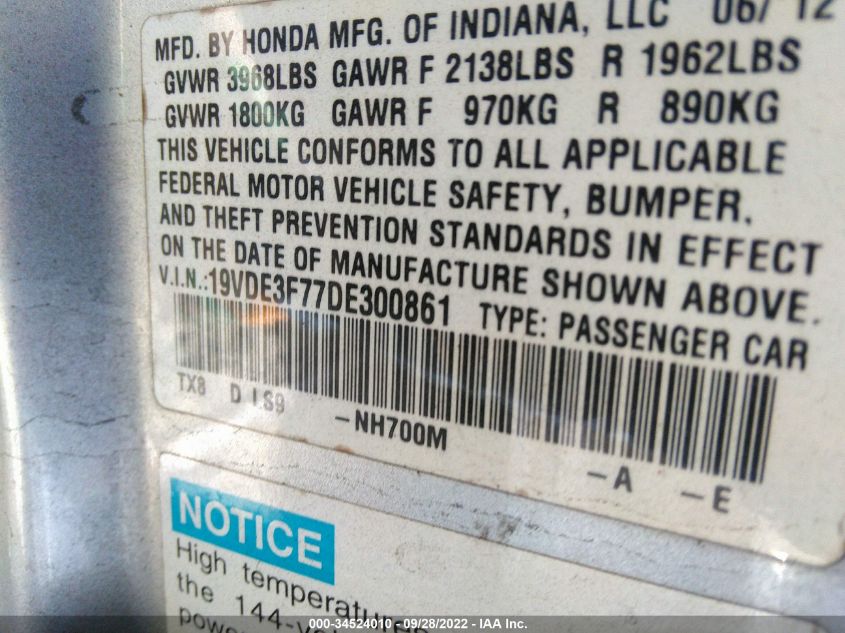 MFD. BY HONDA MFG. OF INDIANA, LLC 06/12
GVWR 3968LBS GAWR F 2138LBS R 1962LBS
GVWR 1800KG GAWR F 970KG R 890KG
THIS VEHICLE CONFORMS TO ALL APPLICABLE
FEDERAL MOTOR VEHICLE SAFETY, BUMPER,
AND THEFT PREVENTION STANDARDS IN EFFECT
ON THE DATE OF MANUFACTURE SHOWN ABOVE.
V.I.N.:19VDE3F77DE300861 TYPE: PASSENGER CAR
TX8 D
-NH700M -A -E
NOTICE
High temperatures
the 144-vol
000-34524010 - 09/28/2022 - IAA Inc.